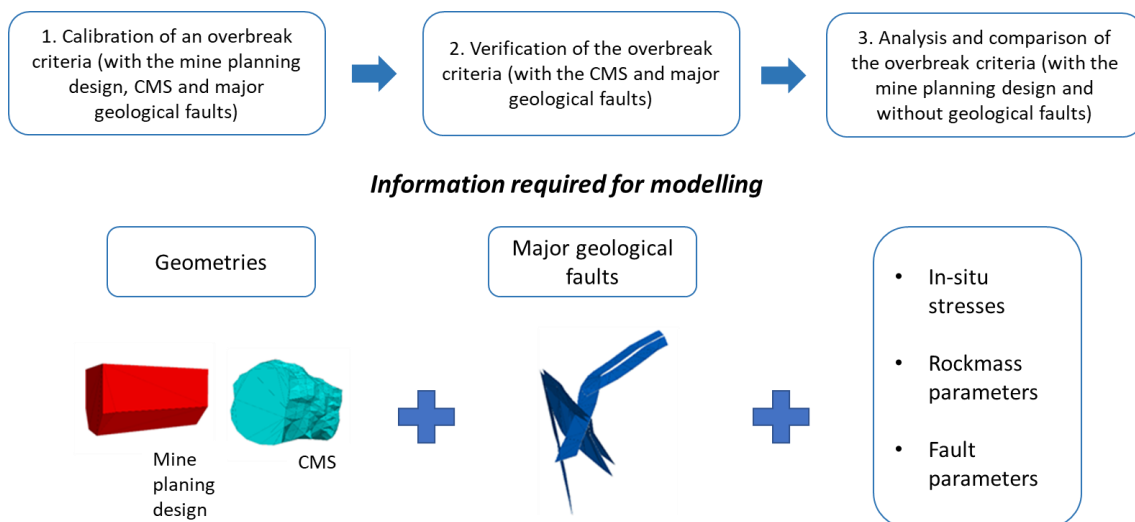 1. Calibration of an overbreak
criteria (with the mine planning
design, CMS and major
geological faults)
2. Verification of the overbreak
criteria (with the CMS and major
geological faults)
3. Analysis and comparison of
the overbreak criteria (with the
mine planning design and
without geological faults)
Information required for modelling
Geometries
Major geological
faults
• In-situ
stresses
• Rockmass
parameters
• Fault
parameters
Mine
planing
design
CMS